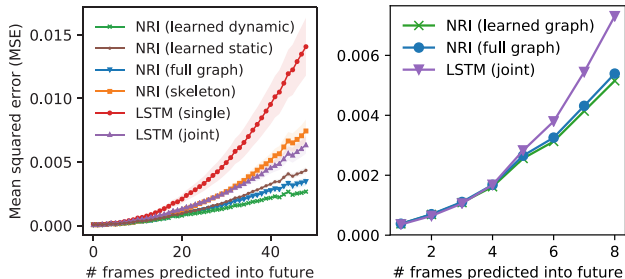 Mean squared error (MSE)
0.015
0.010
0.005
0.000
NRI (learned dynamic)
NRI (learned static)
NRI (full graph)
NRI (skeleton)
LSTM (single)
LSTM (joint)
0
20
40
# frames predicted into future
0.006
0.004
0.002
0.000
NRI (learned graph)
NRI (full graph)
LSTM (joint)
2
4
6
8
# frames predicted into future